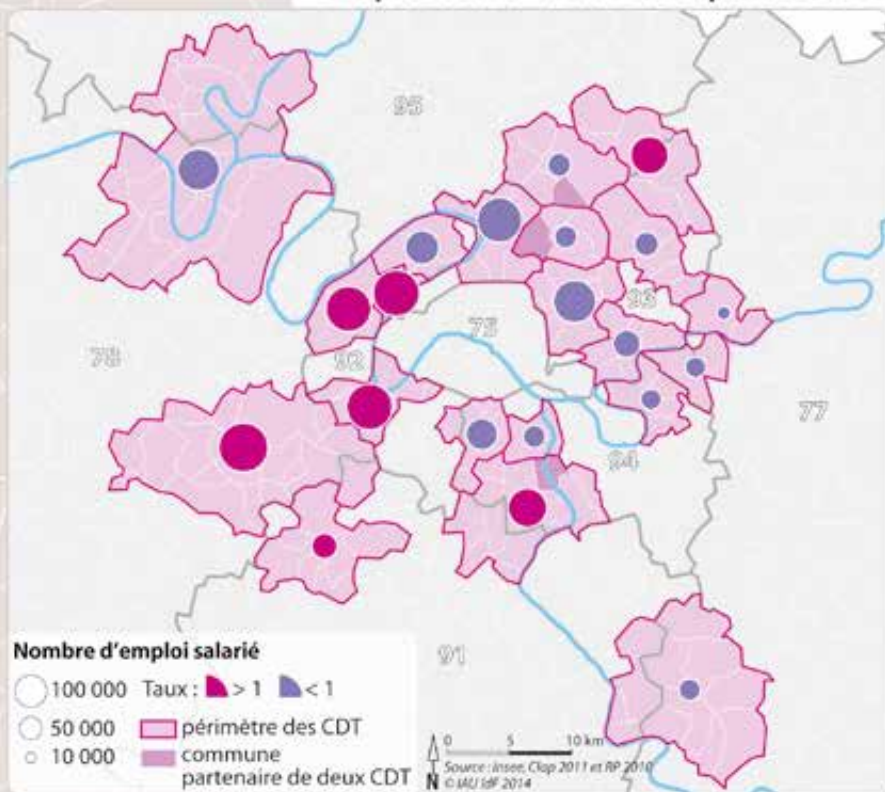 95
93
75
78
92
77
94
91
Nombre d'emploi salarié
100 000 Taux : > 1 < 1
50 000 périmètre des CDT
10 000 commune
partenaire de deux CDT
0 5 10 km
N
Source : Insee, Clap 2011 et RP 2010
© IAU IdF 2014